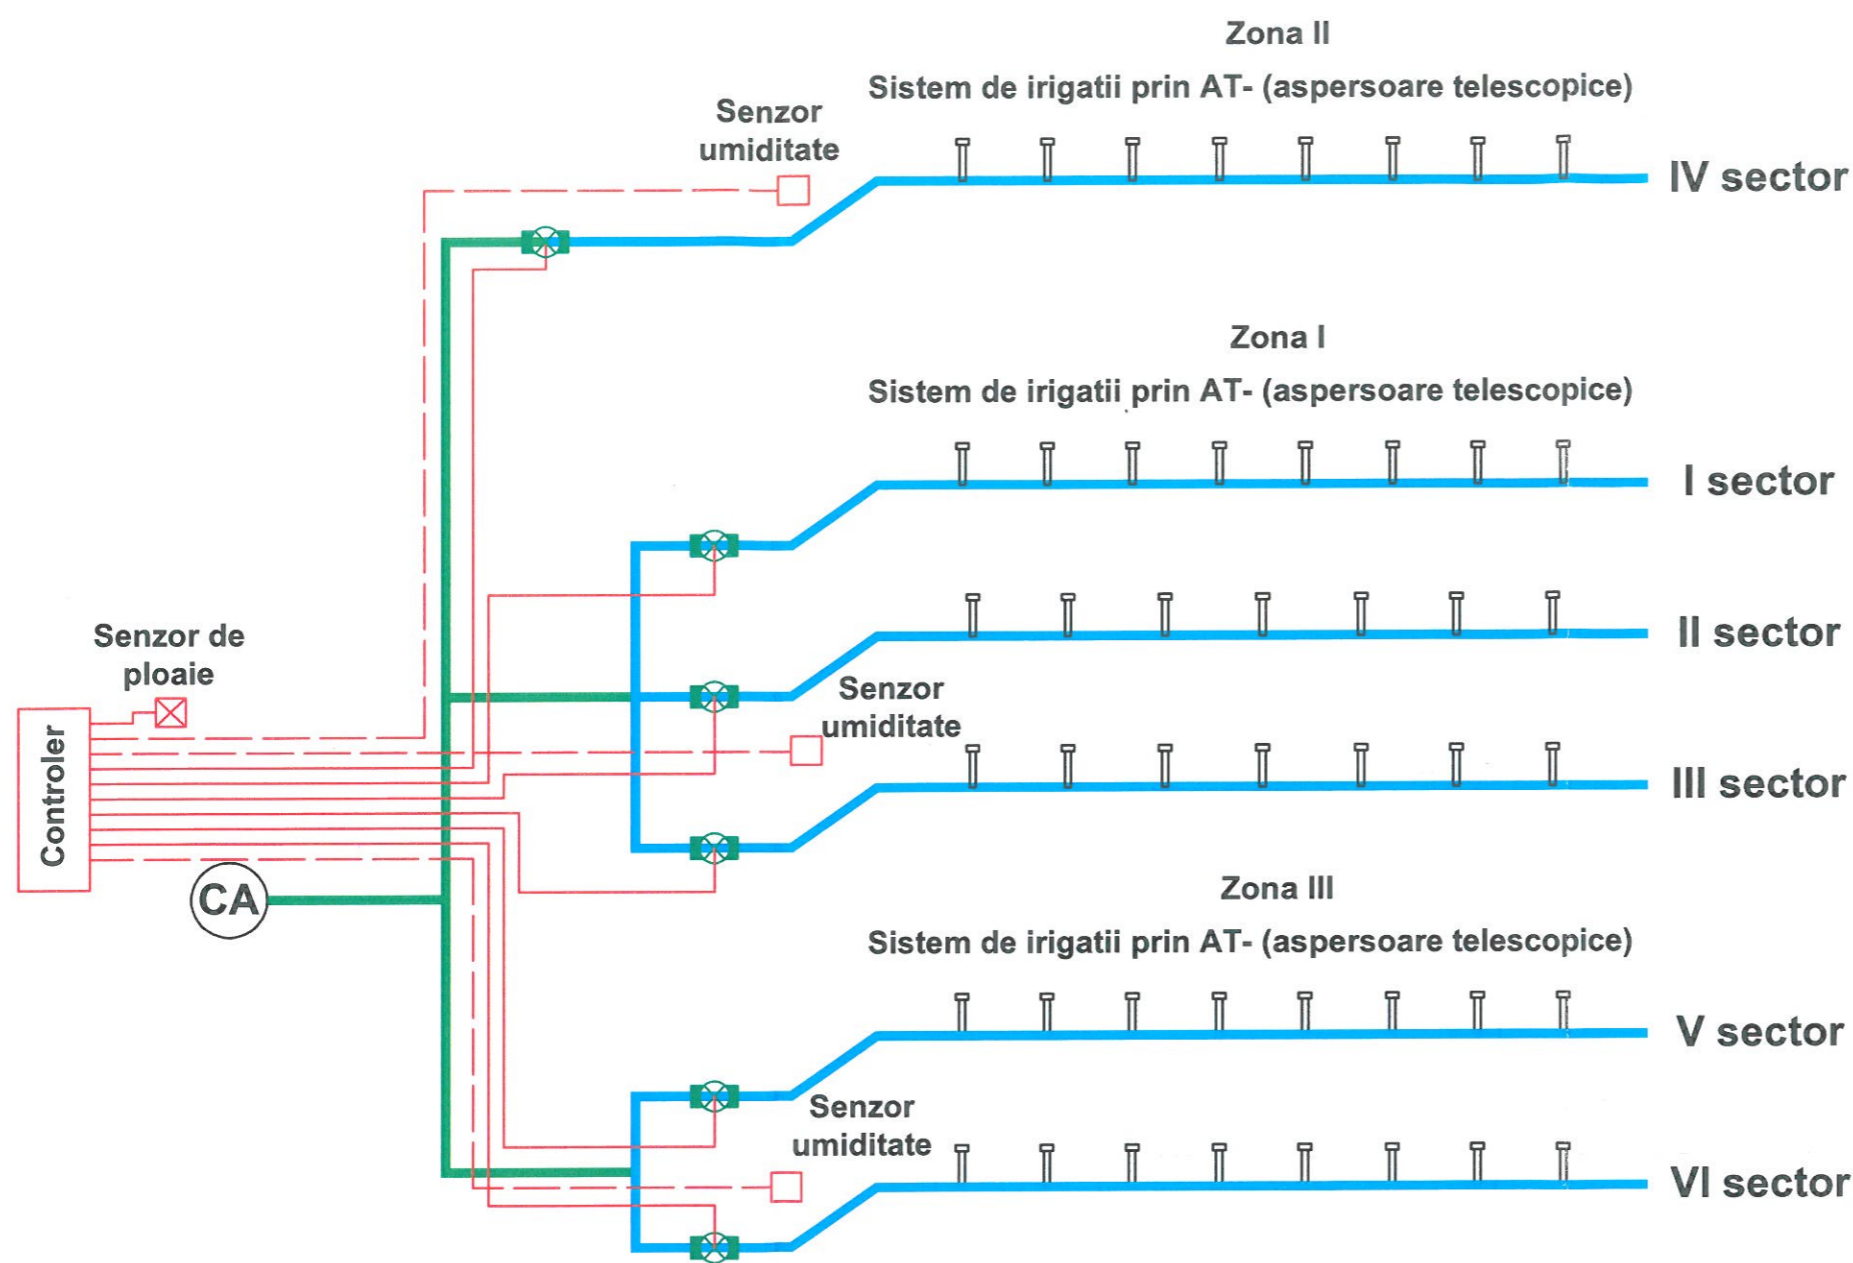 Zona II
Sistem de irigatii prin AT- (aspersoare telescopice)
Senzor
umiditate
IV sector
Zona I
Sistem de irigatii prin AT- (aspersoare telescopice)
I sector
II sector
Senzor de
ploaie
Senzor
umiditate
Controler
III sector
CA
Zona III
Sistem de irigatii prin AT- (aspersoare telescopice)
V sector
Senzor
umiditate
VI sector